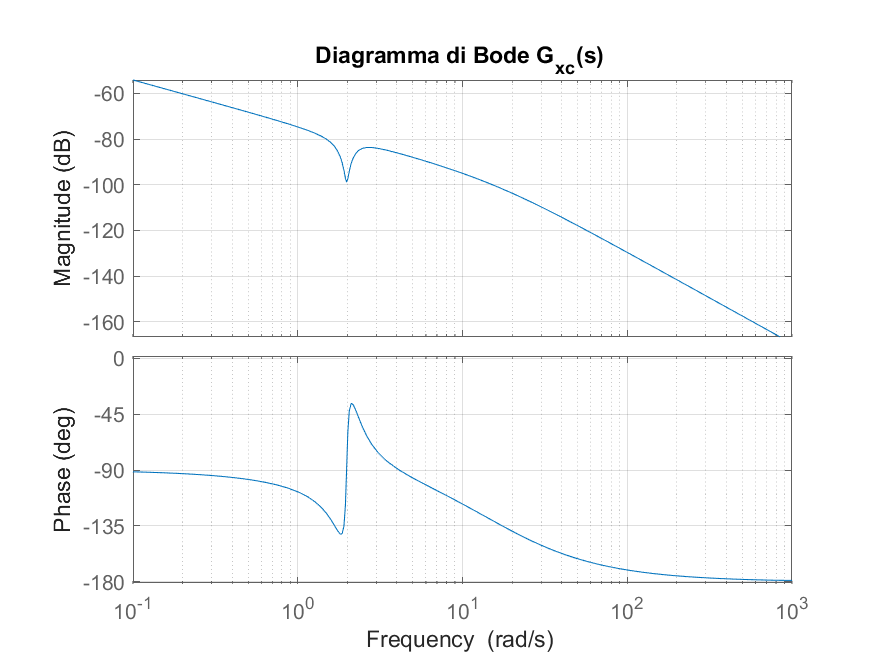 Diagramma di Bode G_xc(s)
Magnitude (dB)
-60
-80
-100
-120
-140
-160
Phase (deg)
0
-45
-90
-135
-180
10^-1 10^0 10^1 10^2 10^3
Frequency (rad/s)